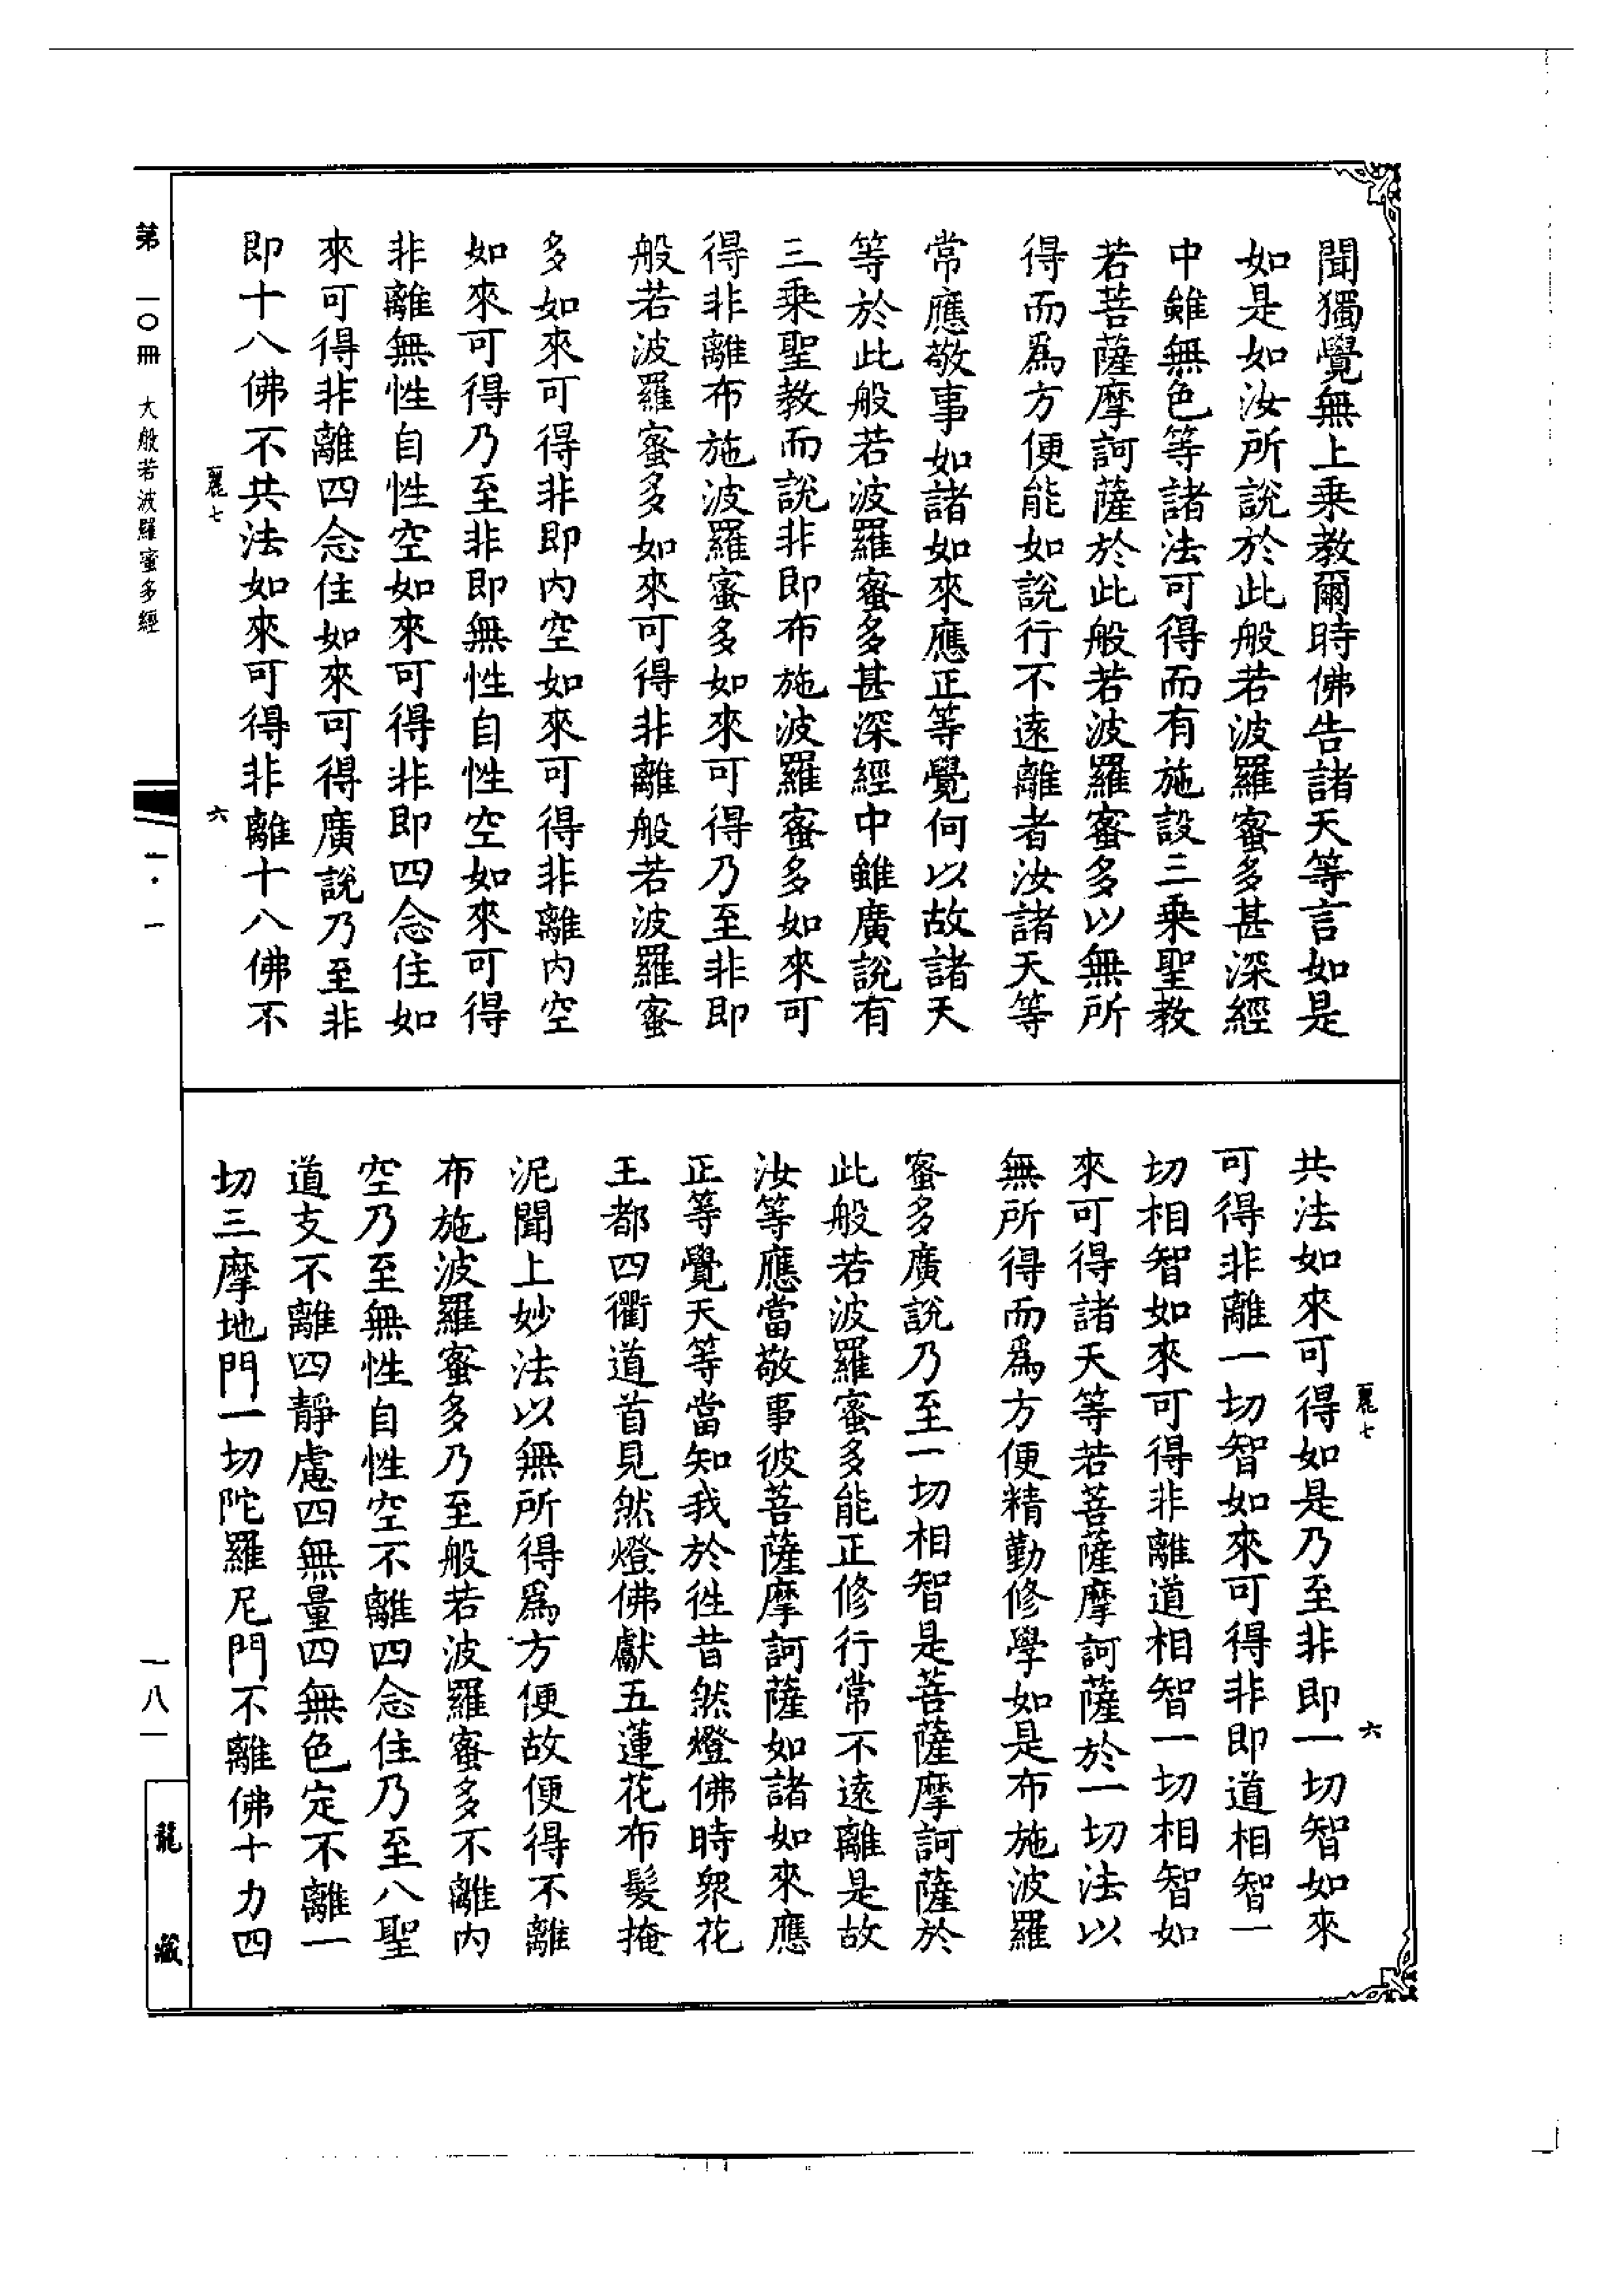 聞獨覺無上乘教爾時佛告諸天等言如是
如是如汝所說於此般若波羅蜜多甚深經
中雖無色等諸法可得而有施設三乘聖教
若菩薩摩訶薩於此般若波羅蜜多以無所
得而爲方便能如說行不遠離者汝諸天等
常應敬事如諸如來應正等覺何以故諸天
等於此般若波羅蜜多甚深經中雖廣說有
三乘聖教而說非即布施波羅蜜多如來可
得非離布施波羅蜜多如來可得乃至非即
般若波羅蜜多如來可得非離般若波羅蜜
多如來可得非即內空如來可得非離內空
如來可得乃至非即無性自性空如來可得
非離無性自性空如來可得非即四念住如
來可得非離四念住如來可得廣說乃至非
即十八佛不共法如來可得非離十八佛不
麗七
六
共法如來可得如是乃至非即一切智如來
可得非離一切智如來可得非即道相智一
切相智如來可得非離道相智一切相智如
來可得諸天等若菩薩摩訶薩於一切法以
無所得而爲方便精勤修學如是布施波羅
蜜多廣說乃至一切相智是菩薩摩訶薩於
此般若波羅蜜多能正修行常不遠離是故
汝等應當敬事彼菩薩摩訶薩如諸如來應
正等覺天等當知我於徃昔然燈佛時衆花
王都四衢道首見然燈佛獻五蓮花布髮掩
泥聞上妙法以無所得爲方便故便得不離
布施波羅蜜多乃至般若波羅蜜多不離內
空乃至無性自性空不離四念住乃至八聖
道支不離四靜慮四無量四無色定不離一
切三摩地門一切陀羅尼門不離佛十力四
麗七
六
第一〇冊 大般若波羅蜜多經
一・一
一八一
龍藏